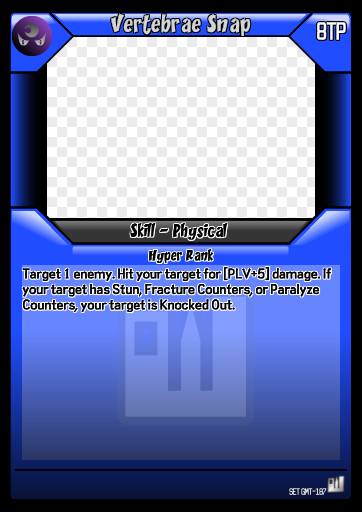 Vertebrae Snap
8TP
Skill - Physical
Hyper Rank
Target 1 enemy. Hit your target for [PLV+5] damage. If
your target has Stun, Fracture Counters, or Paralyze
Counters, your target is Knocked Out.
SET GMT-187